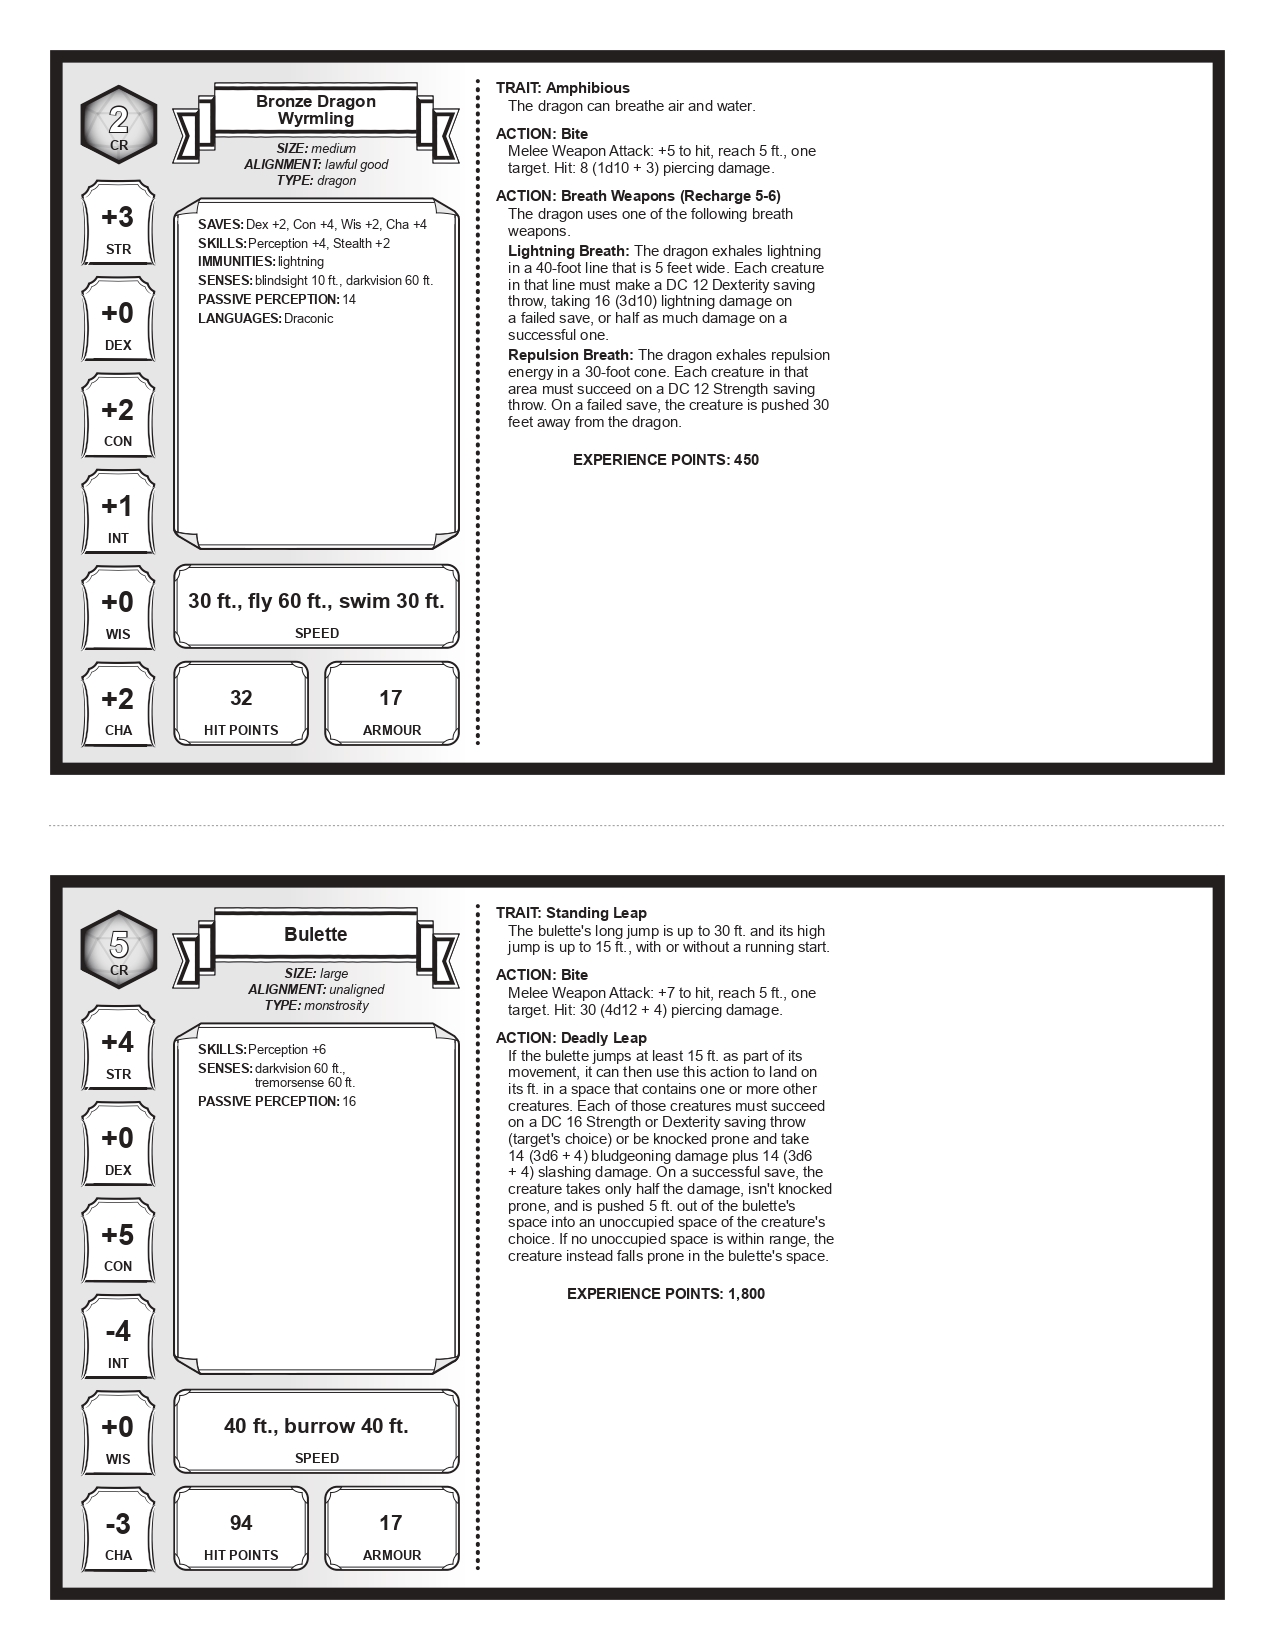 2
CR
Bronze Dragon
Wyrmling
SIZE: medium
ALIGNMENT: lawful good
TYPE: dragon
+3
STR
+0
DEX
+2
CON
+1
INT
+0
WIS
+2
CHA
SAVES: Dex +2, Con +4, Wis +2, Cha +4
SKILLS: Perception +4, Stealth +2
IMMUNITIES: lightning
SENSES: blindsight 10 ft., darkvision 60 ft.
PASSIVE PERCEPTION: 14
LANGUAGES: Draconic
30 ft., fly 60 ft., swim 30 ft.
SPEED
32
HIT POINTS
17
ARMOUR
TRAIT: Amphibious
The dragon can breathe air and water.
ACTION: Bite
Melee Weapon Attack: +5 to hit, reach 5 ft., one
target. Hit: 8 (1d10 + 3) piercing damage.
ACTION: Breath Weapons (Recharge 5-6)
The dragon uses one of the following breath
weapons.
Lightning Breath: The dragon exhales lightning
in a 40-foot line that is 5 feet wide. Each creature
in that line must make a DC 12 Dexterity saving
throw, taking 16 (3d10) lightning damage on
a failed save, or half as much damage on a
successful one.
Repulsion Breath: The dragon exhales repulsion
energy in a 30-foot cone. Each creature in that
area must succeed on a DC 12 Strength saving
throw. On a failed save, the creature is pushed 30
feet away from the dragon.
EXPERIENCE POINTS: 450
5
CR
Bulette
SIZE: large
ALIGNMENT: unaligned
TYPE: monstrosity
+4
STR
+0
DEX
+5
CON
-4
INT
+0
WIS
-3
CHA
SKILLS: Perception +6
SENSES: darkvision 60 ft.,
tremorsense 60 ft.
PASSIVE PERCEPTION: 16
40 ft., burrow 40 ft.
SPEED
94
HIT POINTS
17
ARMOUR
TRAIT: Standing Leap
The bulette's long jump is up to 30 ft. and its high
jump is up to 15 ft., with or without a running start.
ACTION: Bite
Melee Weapon Attack: +7 to hit, reach 5 ft., one
target. Hit: 30 (4d12 + 4) piercing damage.
ACTION: Deadly Leap
If the bulette jumps at least 15 ft. as part of its
movement, it can then use this action to land on
its ft. in a space that contains one or more other
creatures. Each of those creatures must succeed
on a DC 16 Strength or Dexterity saving throw
(target's choice) or be knocked prone and take
14 (3d6 + 4) bludgeoning damage plus 14 (3d6
+ 4) slashing damage. On a successful save, the
creature takes only half the damage, isn't knocked
prone, and is pushed 5 ft. out of the bulette's
space into an unoccupied space of the creature's
choice. If no unoccupied space is within range, the
creature instead falls prone in the bulette's space.
EXPERIENCE POINTS: 1,800